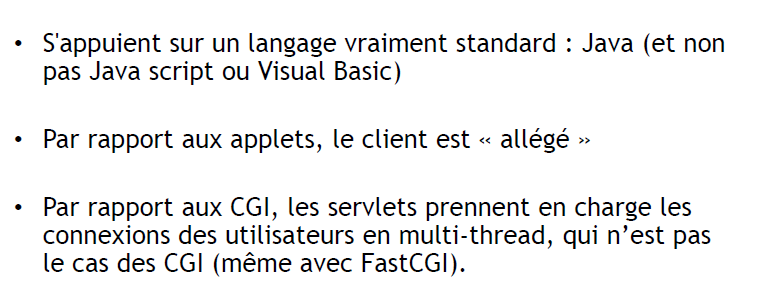 • S'appuient sur un langage vraiment standard : Java (et non
pas Java script ou Visual Basic)
• Par rapport aux applets, le client est « allégé »
• Par rapport aux CGI, les servlets prennent en charge les
connexions des utilisateurs en multi-thread, qui n’est pas
le cas des CGI (même avec FastCGI).